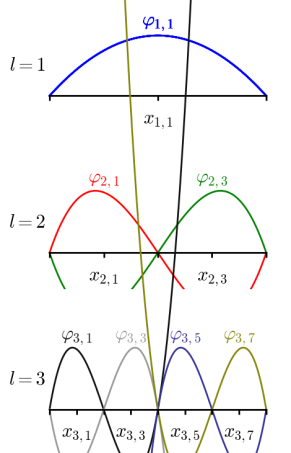 φ1,1
l = 1
x1,1
φ2,1 φ2,3
l = 2
x2,1 x2,3
φ3,1 φ3,3 φ3,5 φ3,7
l = 3
x3,1 x3,3 x3,5 x3,7